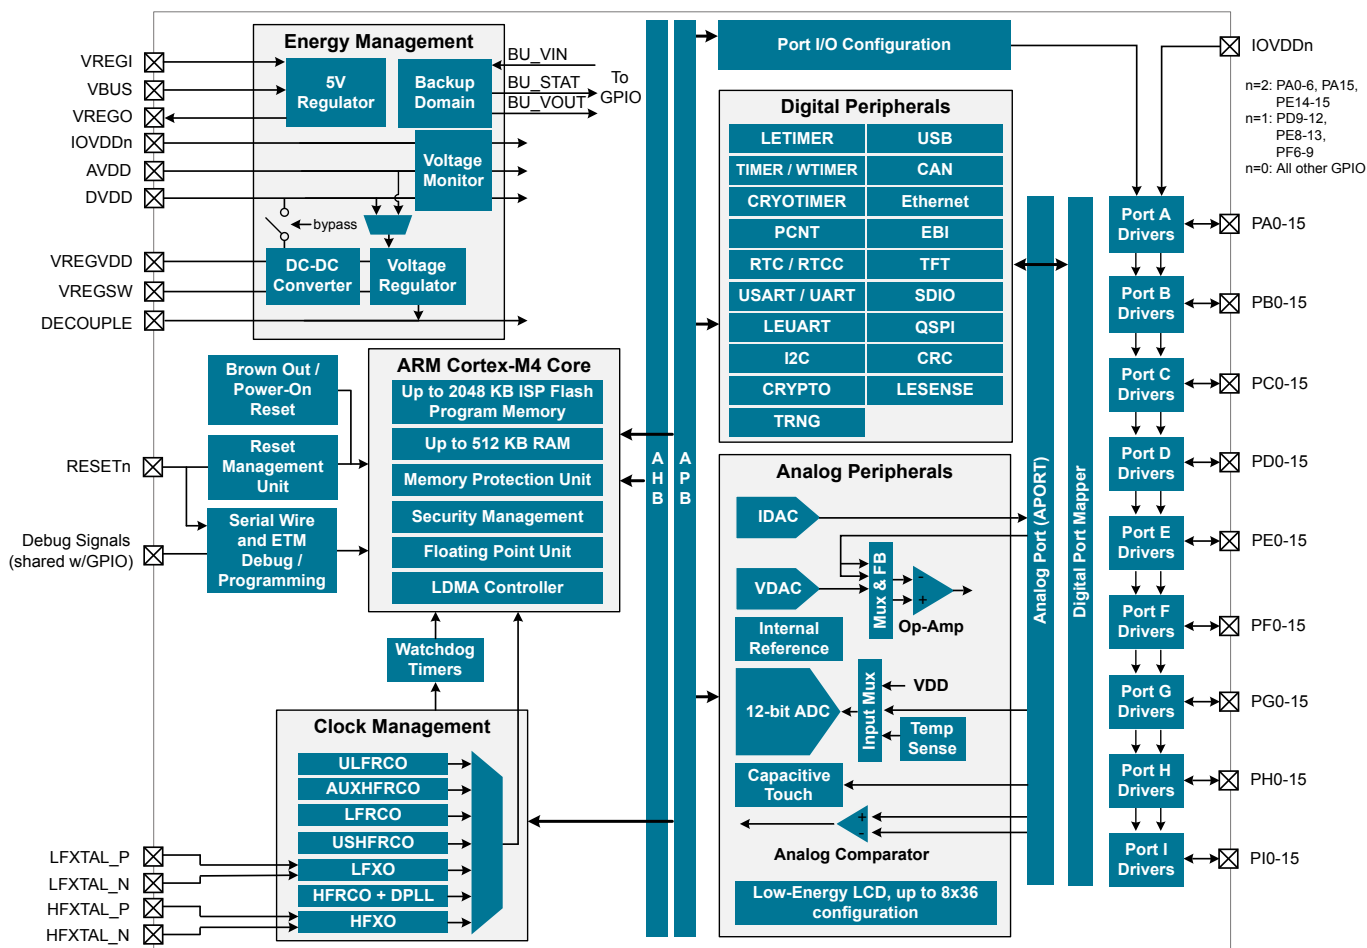 Energy Management
VREGI
VBUS
VREGO
IOVDDn
AVDD
DVDD
VREGVDD
VREGSW
DECOUPLE
5V
Regulator
Backup
Domain
BU_VIN
BU_STAT
BU_VOUT
To
GPIO
Voltage
Monitor
bypass
DC-DC
Converter
Voltage
Regulator
Brown Out /
Power-On
Reset
Reset
Management
Unit
Serial Wire
and ETM
Debug /
Programming
RESETn
Debug Signals
(shared w/GPIO)
ARM Cortex-M4 Core
Up to 2048 KB ISP Flash
Program Memory
Up to 512 KB RAM
Memory Protection Unit
Security Management
Floating Point Unit
LDMA Controller
Watchdog
Timers
Clock Management
ULFRCO
AUXHFRCO
LFRCO
USHFRCO
LFXO
HFRCO + DPLL
HFXO
LFXTAL_P
LFXTAL_N
HFXTAL_P
HFXTAL_N
AHB
APB
Port I/O Configuration
Digital Peripherals
LETIMER
USB
TIMER / WTIMER
CAN
CRYOTIMER
Ethernet
PCNT
EBI
RTC / RTCC
TFT
USART / UART
SDIO
LEUART
QSPI
I2C
CRC
CRYPTO
LESENSE
TRNG
Analog Peripherals
IDAC
VDAC
Mux & FB
-
+
Op-Amp
Internal
Reference
12-bit ADC
Input Mux
VDD
Temp
Sense
Capacitive
Touch
+
-
Analog Comparator
Low-Energy LCD, up to 8x36
configuration
Analog Port (APORT)
Digital Port Mapper
IOVDDn
n=2: PA0-6, PA15,
PE14-15
n=1: PD9-12,
PE8-13,
PF6-9
n=0: All other GPIO
Port A
Drivers
PA0-15
Port B
Drivers
PB0-15
Port C
Drivers
PC0-15
Port D
Drivers
PD0-15
Port E
Drivers
PE0-15
Port F
Drivers
PF0-15
Port G
Drivers
PG0-15
Port H
Drivers
PH0-15
Port I
Drivers
PI0-15